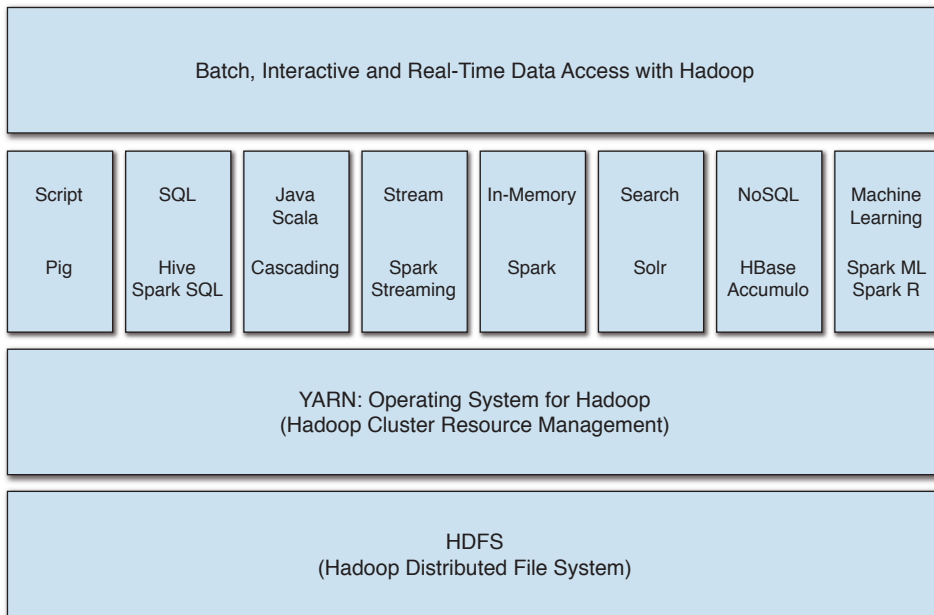 Batch, Interactive and Real-Time Data Access with Hadoop
Script
Pig
SQL
Hive
Spark SQL
Java
Scala
Cascading
Stream
Spark
Streaming
In-Memory
Spark
Search
Solr
NoSQL
HBase
Accumulo
Machine
Learning
Spark ML
Spark R
YARN: Operating System for Hadoop
(Hadoop Cluster Resource Management)
HDFS
(Hadoop Distributed File System)